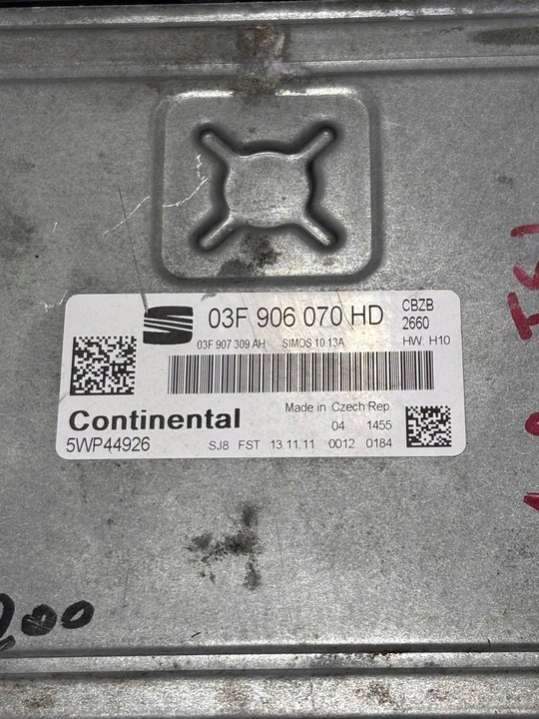 03F 906 070 HD
CBZB
2660
03F 907 309 AH SIMOS 10.13A HW: H10
Continental
Made in Czech Rep
04 1455
5WP44926
SJ8 FST 13.11.11 0012 0184